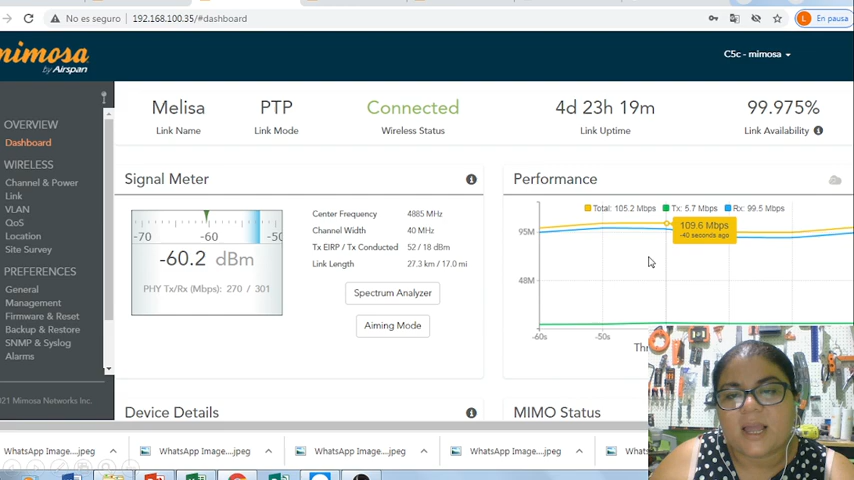 No es seguro 192.168.100.35/#dashboard
L En pausa
mimosa
by Airspan
C5c - mimosa
OVERVIEW
Dashboard
WIRELESS
Channel & Power
Link
VLAN
QoS
Location
Site Survey
PREFERENCES
General
Management
Firmware & Reset
Backup & Restore
SNMP & Syslog
Alarms
21 Mimosa Networks Inc.
Melisa
Link Name
PTP
Link Mode
Connected
Wireless Status
4d 23h 19m
Link Uptime
99.975%
Link Availability
Signal Meter
-70 -60 -50
-60.2 dBm
PHY Tx/Rx (Mbps): 270 / 301
Center Frequency 4885 MHz
Channel Width 40 MHz
Tx EIRP / Tx Conducted 52 / 18 dBm
Link Length 27.3 km / 17.0 mi
Spectrum Analyzer
Aiming Mode
Performance
Total: 105.2 Mbps Tx: 5.7 Mbps Rx: 99.5 Mbps
109.6 Mbps
-40 seconds ago
95M
48M
-60s -50s
Device Details
MIMO Status
WhatsApp Image....jpeg WhatsApp Image....jpeg WhatsApp Image....jpeg WhatsApp Image....jpeg